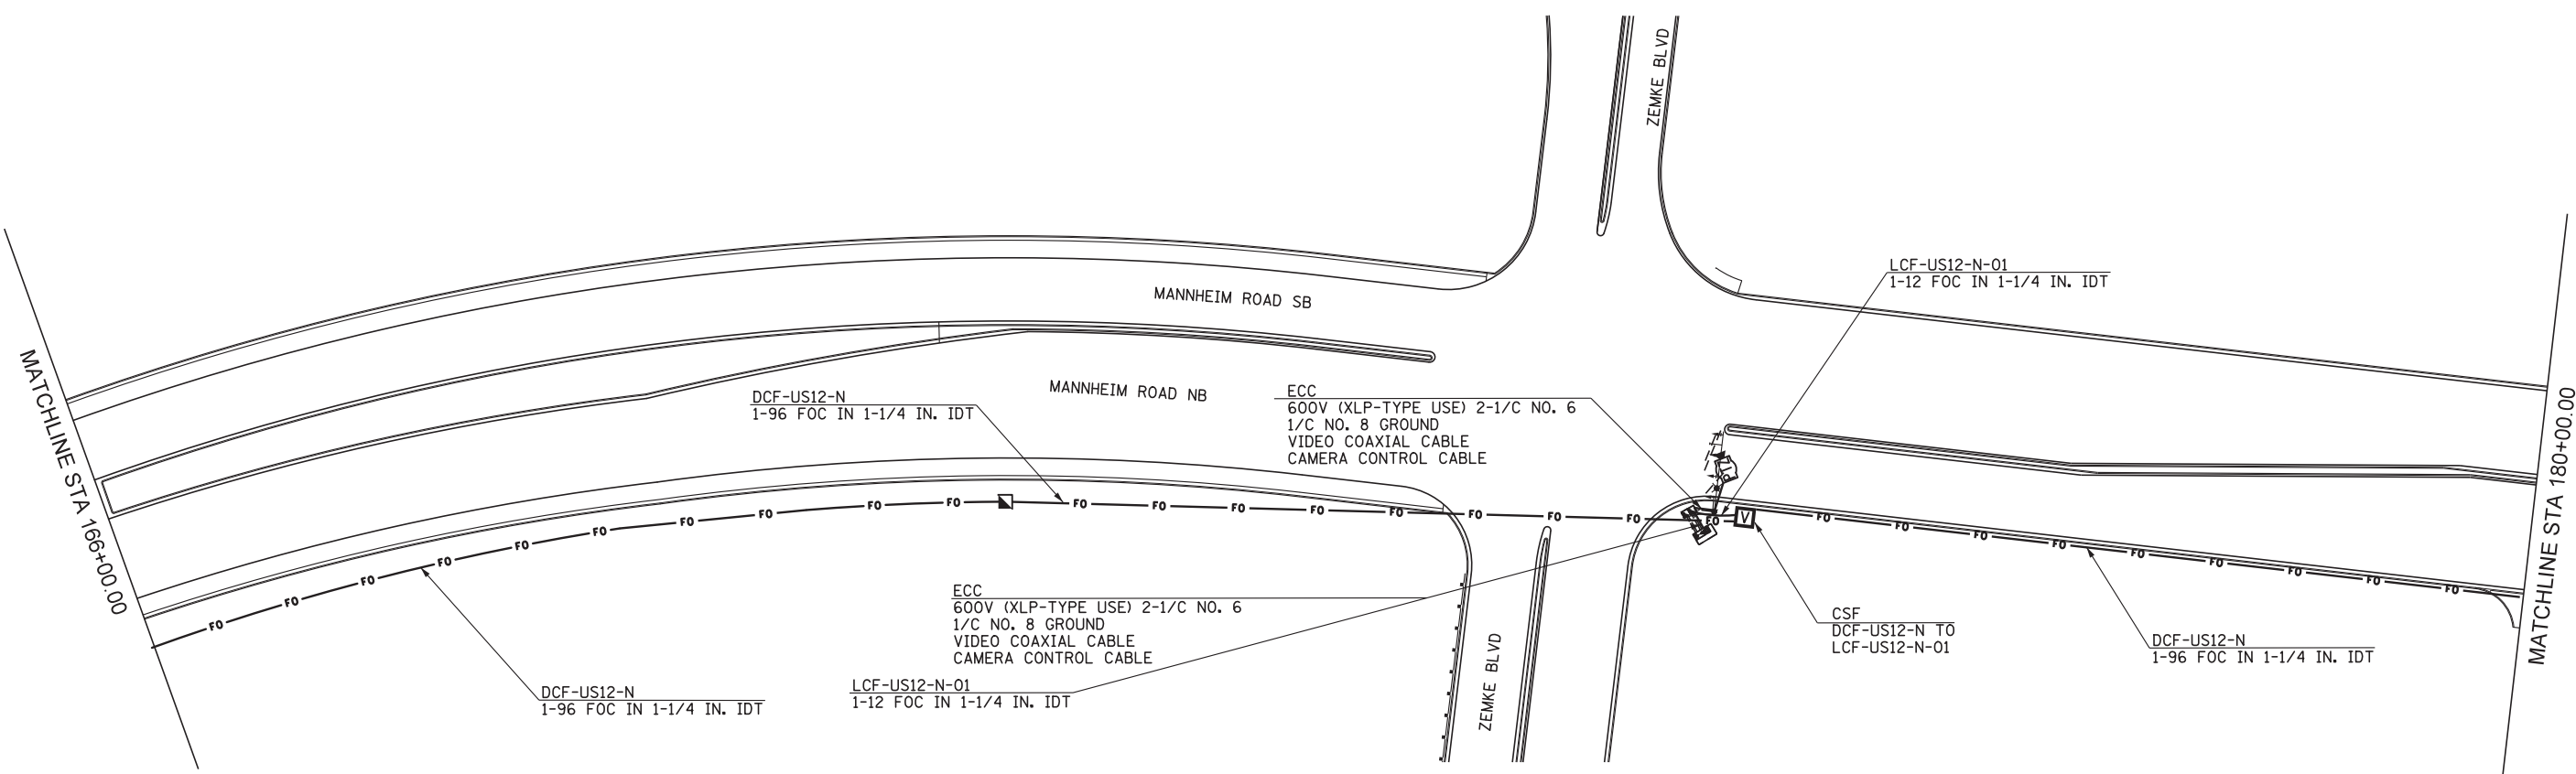 ZEMKE BLVD
LCF-US12-N-01
1-12 FOC IN 1-1/4 IN. IDT
MANNHEIM ROAD SB
MATCHLINE STA 166+00.00
MANNHEIM ROAD NB
DCF-US12-N
1-96 FOC IN 1-1/4 IN. IDT
ECC
600V (XLP-TYPE USE) 2-1/C NO. 6
1/C NO. 8 GROUND
VIDEO COAXIAL CABLE
CAMERA CONTROL CABLE
MATCHLINE STA 180+00.00
FO FO FO FO FO FO FO FO FO FO FO FO FO FO FO FO FO FO FO FO FO FO FO FO FO FO FO FO
V
ECC
600V (XLP-TYPE USE) 2-1/C NO. 6
1/C NO. 8 GROUND
VIDEO COAXIAL CABLE
CAMERA CONTROL CABLE
CSF
DCF-US12-N TO
LCF-US12-N-01
DCF-US12-N
1-96 FOC IN 1-1/4 IN. IDT
ZEMKE BLVD
LCF-US12-N-01
1-12 FOC IN 1-1/4 IN. IDT
DCF-US12-N
1-96 FOC IN 1-1/4 IN. IDT